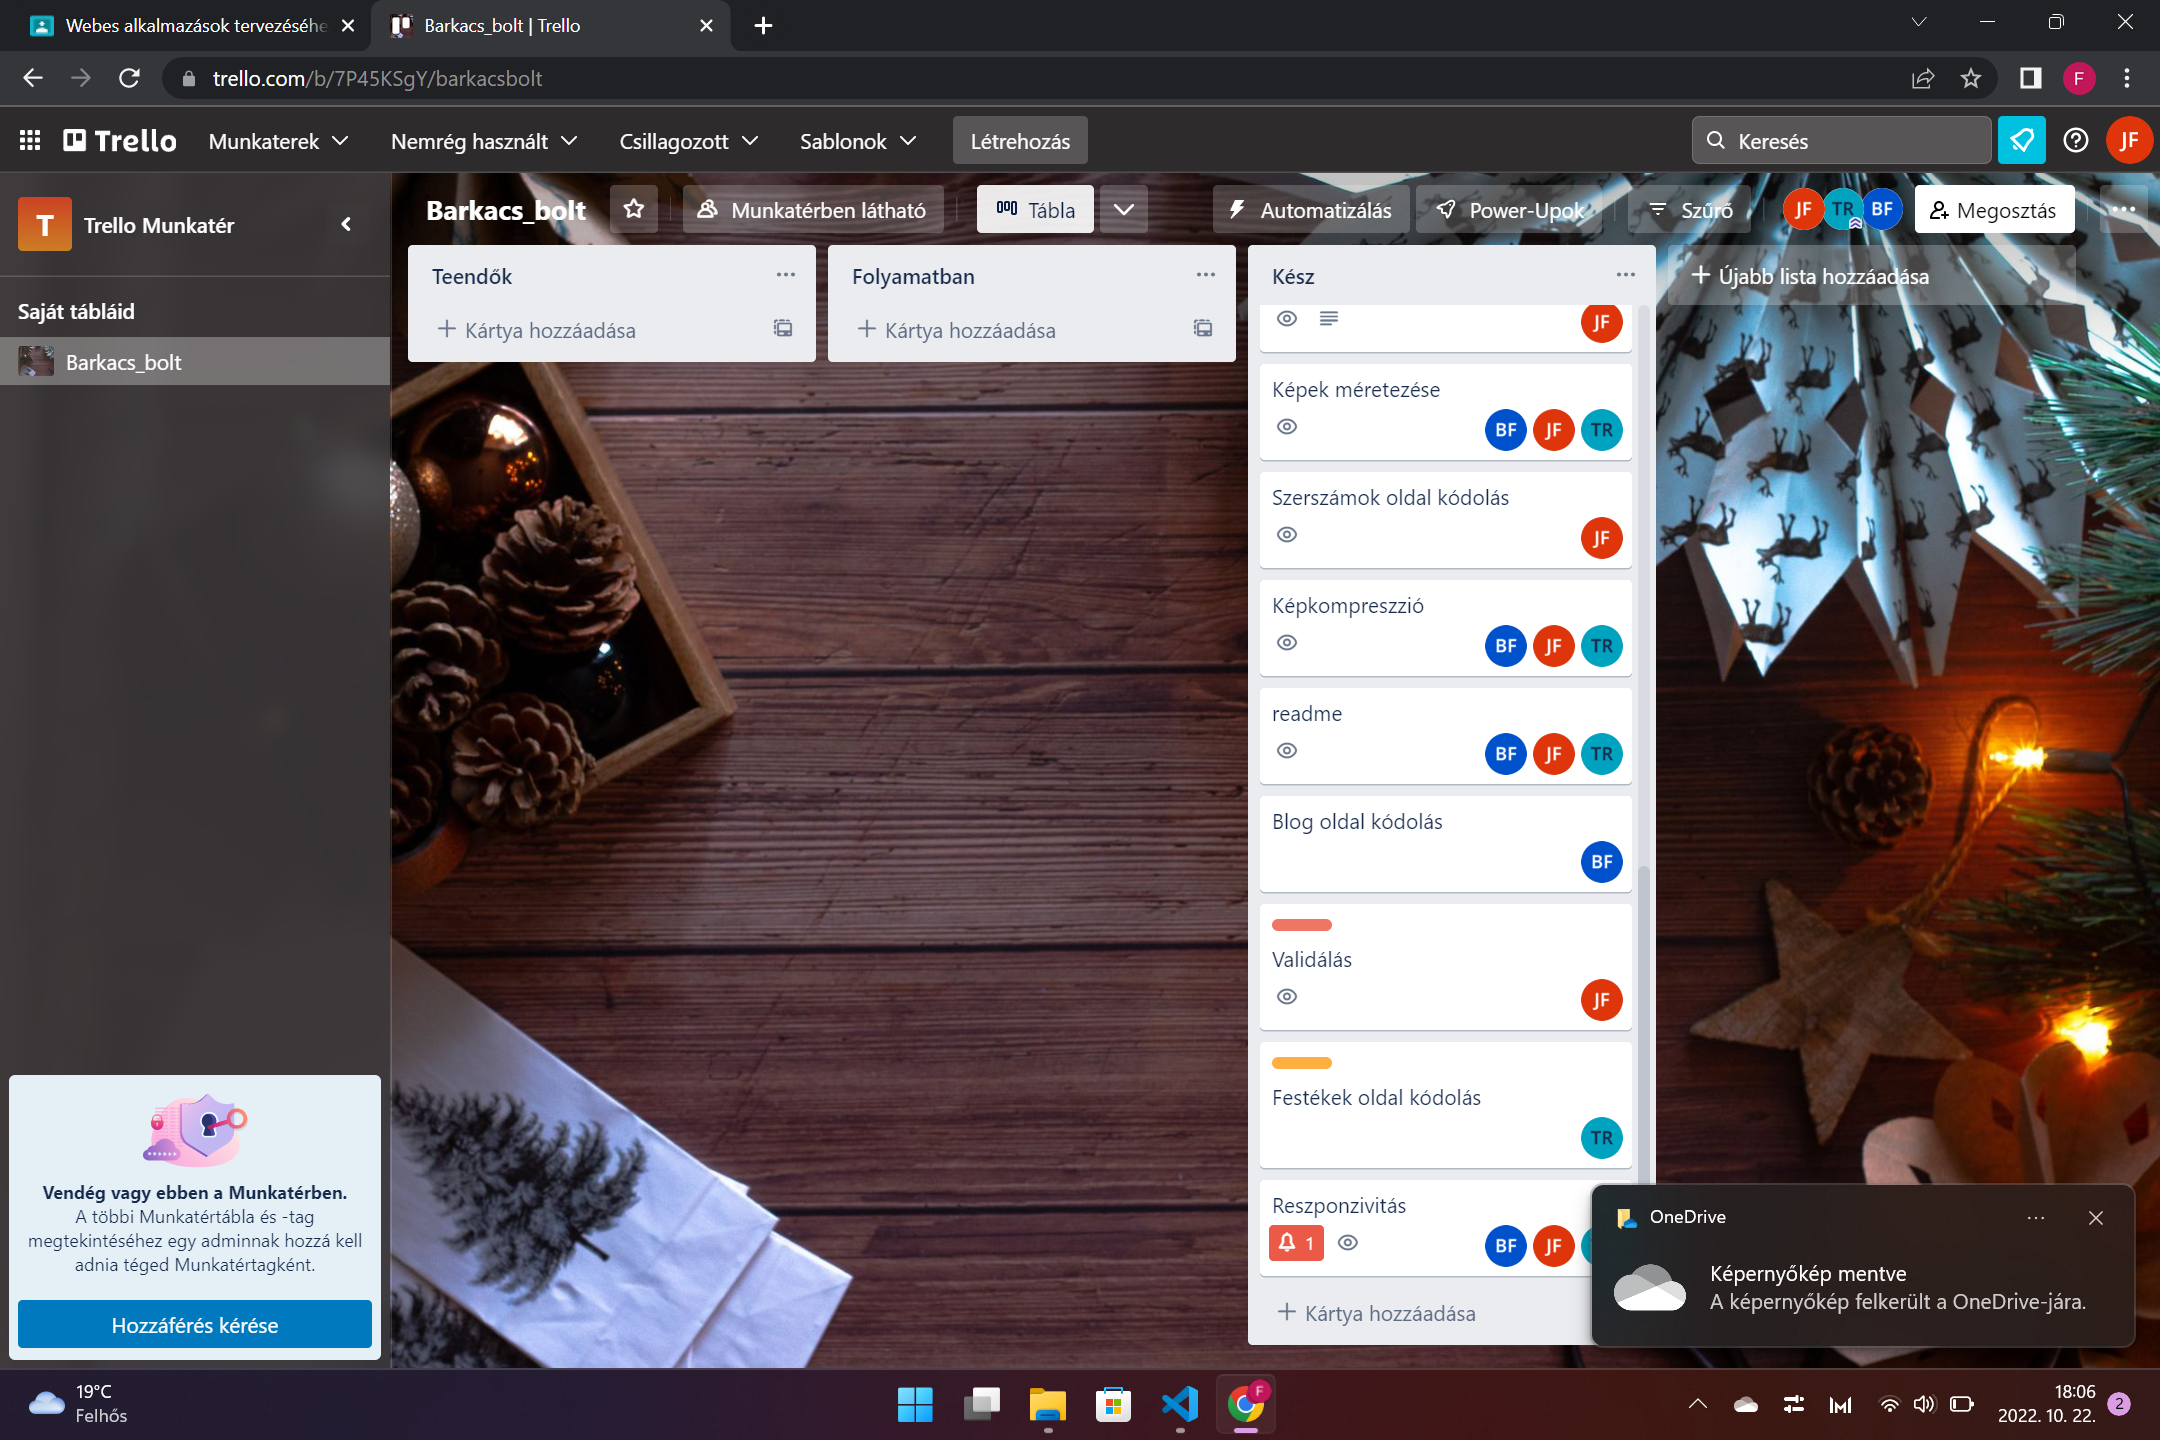 Webes alkalmazások tervezéséhe
Barkacs_bolt | Trello
trello.com/b/7P45KSgY/barkacsbolt
F
Trello
Munkaterek
Nemrég használt
Csillagozott
Sablonok
Létrehozás
Keresés
JF
T
Trello Munkatér
Barkacs_bolt
Munkatérben látható
Tábla
Automatizálás
Power-Upok
Szűrő
JF
TR
BF
Megosztás
Saját tábláid
Barkacs_bolt
Teendők
Kártya hozzáadása
Folyamatban
Kártya hozzáadása
Kész
JF
Képek méretezése
BF
JF
TR
Szerszámok oldal kódolás
JF
Képkompreszzió
BF
JF
TR
readme
BF
JF
TR
Blog oldal kódolás
BF
Validálás
JF
Festékek oldal kódolás
TR
Reszponzivitás
1
BF
JF
Kártya hozzáadása
Újabb lista hozzáadása
Vendég vagy ebben a Munkatérben.
A többi Munkatértábla és -tag
megtekintéséhez egy adminnak hozzá kell
adnia téged Munkatértagként.
Hozzáférés kérése
OneDrive
Képernyőkép mentve
A képernyőkép felkerült a OneDrive-jára.
19°C
Felhős
F
18:06
2022. 10. 22.
2